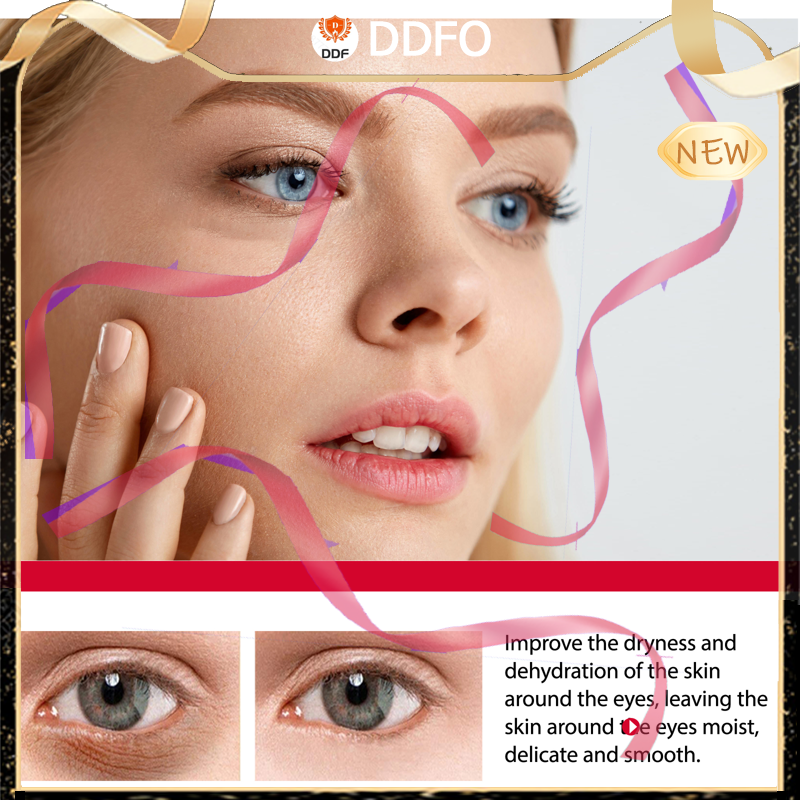 DDF
DDFO
NEW
Improve the dryness and
dehydration of the skin
around the eyes, leaving the
skin around the eyes moist,
delicate and smooth.